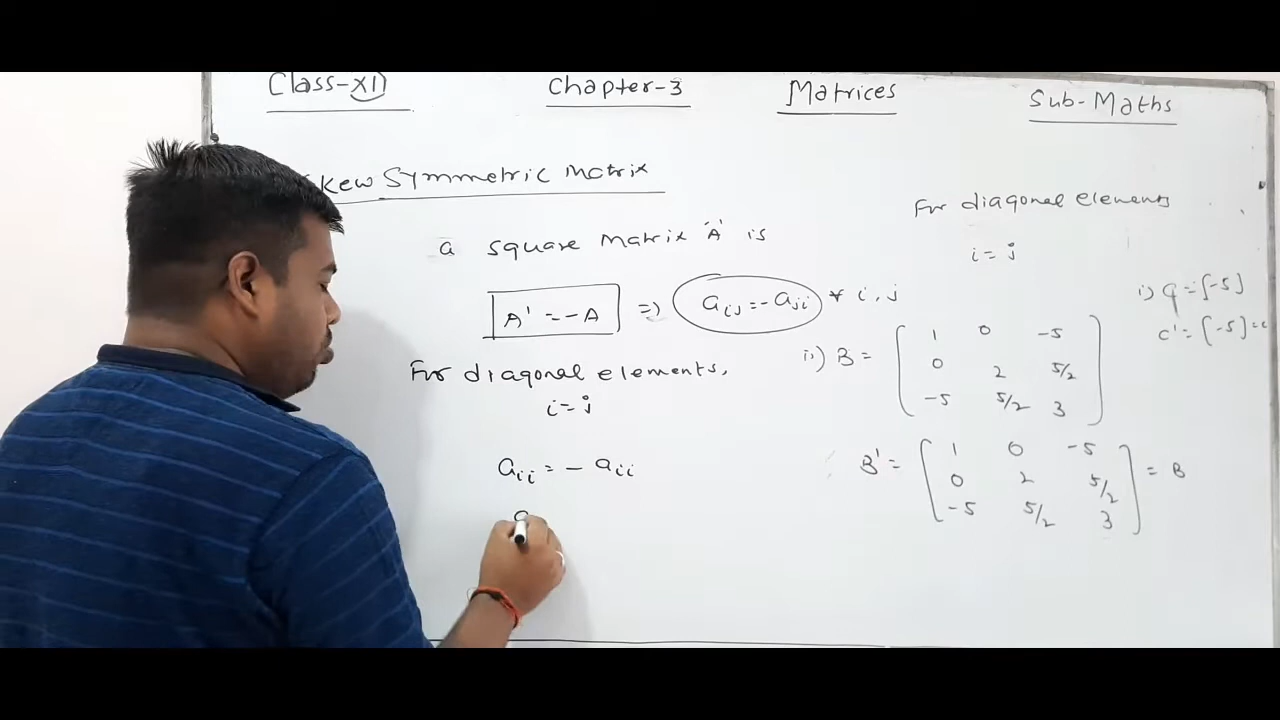 Class-XII Chapter-3 Matrices Sub-Maths
Skew Symmetric Matrix
a square matrix 'A' is
A' = -A => aij = -aji ∀ i, j
For diagonal elements,
i = j
aii = - aii
a
For diagonal elements
i = j
i)
c' = [-5] =
ii) B = [ 1 0 -5
0 2 5/2
-5 5/2 3 ]
B' = [ 1 0 -5
0 2 5/2
-5 5/2 3 ] = B